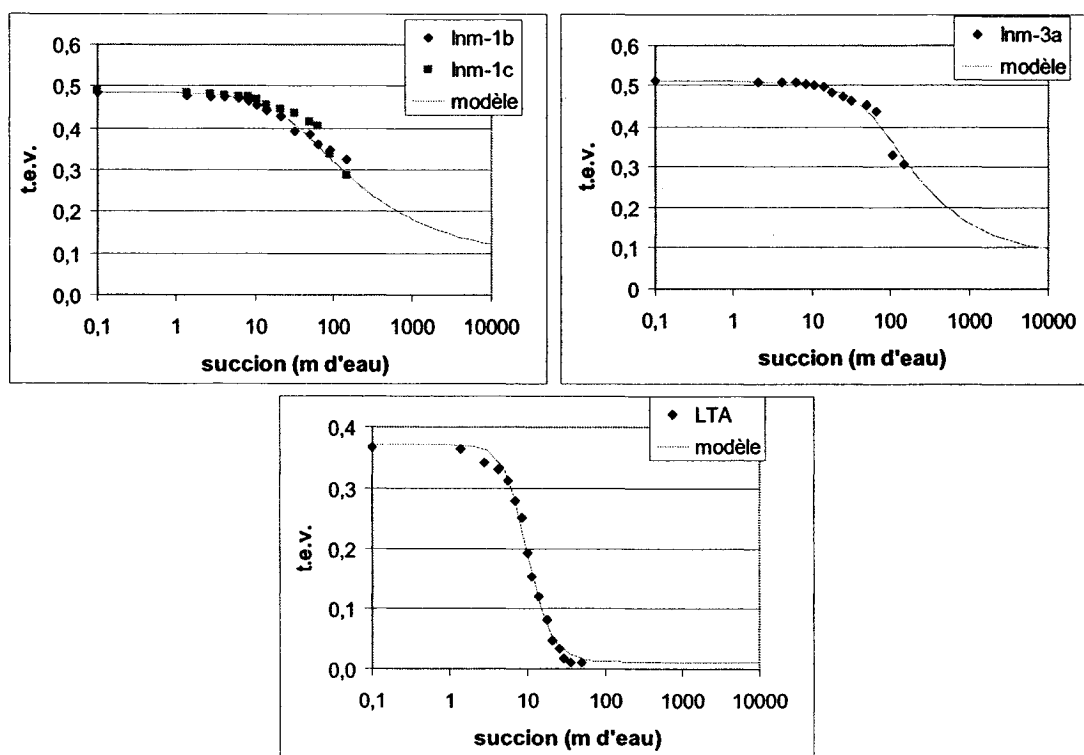 lnm-1b
lnm-1c
modèle
0,6
0,5
0,4
0,3
0,2
0,1
0,0
t.e.v.
0,1 1 10 100 1000 10000
succion (m d'eau)
lnm-3a
modèle
0,6
0,5
0,4
0,3
0,2
0,1
0
t.e.v.
0,1 1 10 100 1000 10000
succion (m d'eau)
LTA
modèle
0,4
0,3
0,2
0,1
0,0
t.e.v.
0,1 1 10 100 1000 10000
succion (m d'eau)